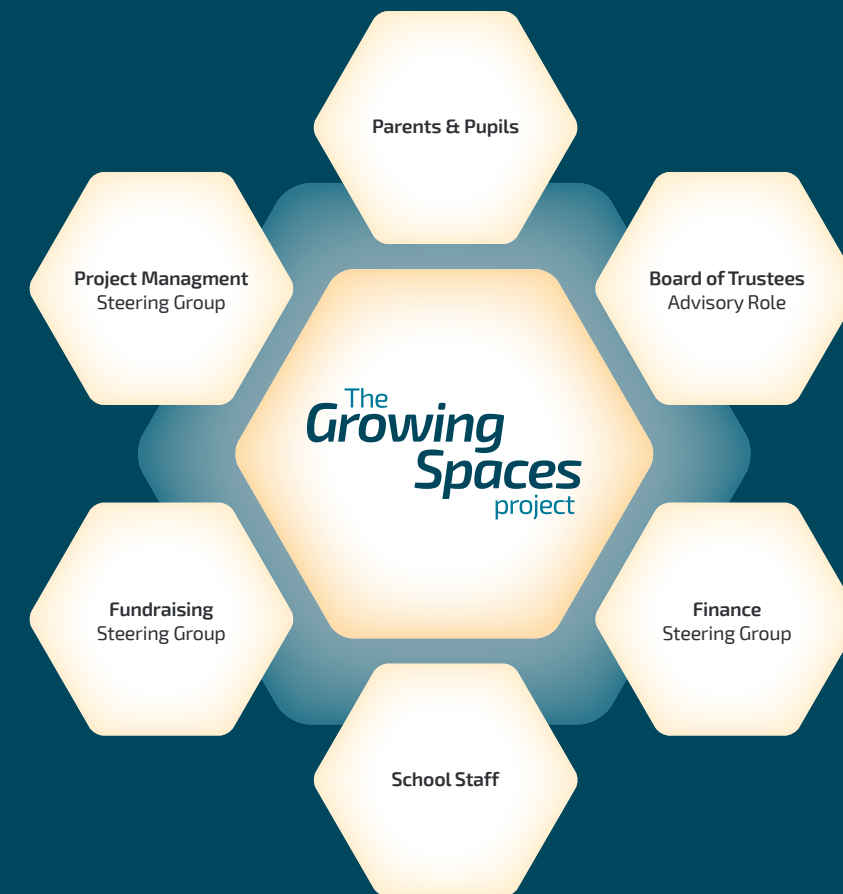 Parents & Pupils
Project Managment
Steering Group
Board of Trustees
Advisory Role
The
Growing
Spaces
project
Fundraising
Steering Group
Finance
Steering Group
School Staff